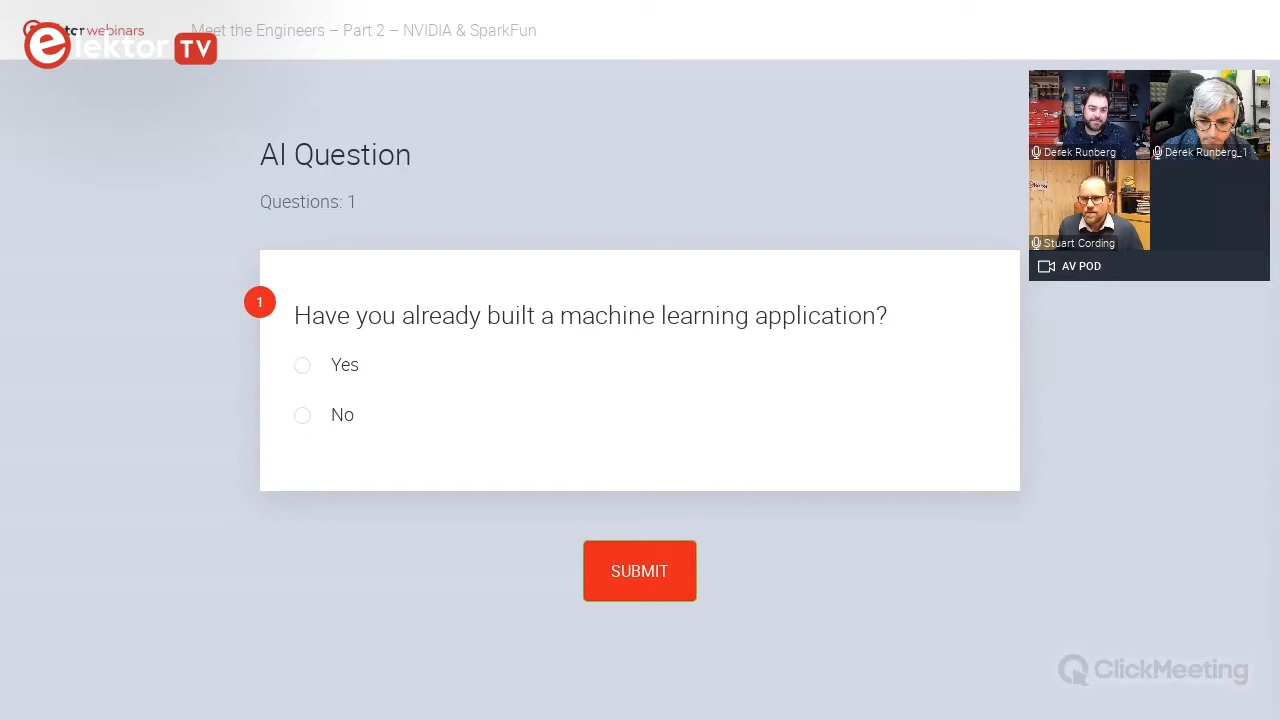 elektor TV
webinars
Meet the Engineers – Part 2 – NVIDIA & SparkFun
AI Question
Questions: 1
1
Have you already built a machine learning application?
Yes
No
SUBMIT
Derek Runberg
Derek Runberg_1
Stuart Cording
AV POD
ClickMeeting